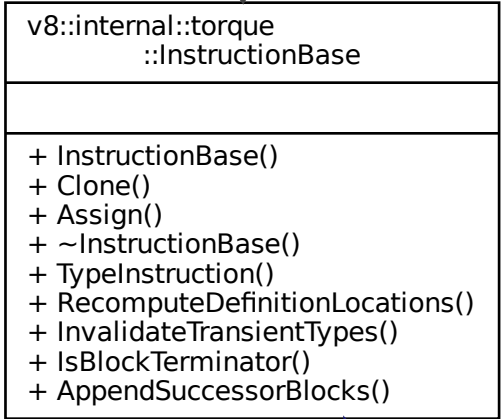 v8::internal::torque
::InstructionBase
+ InstructionBase()
+ Clone()
+ Assign()
+ ~InstructionBase()
+ TypeInstruction()
+ RecomputeDefinitionLocations()
+ InvalidateTransientTypes()
+ IsBlockTerminator()
+ AppendSuccessorBlocks()